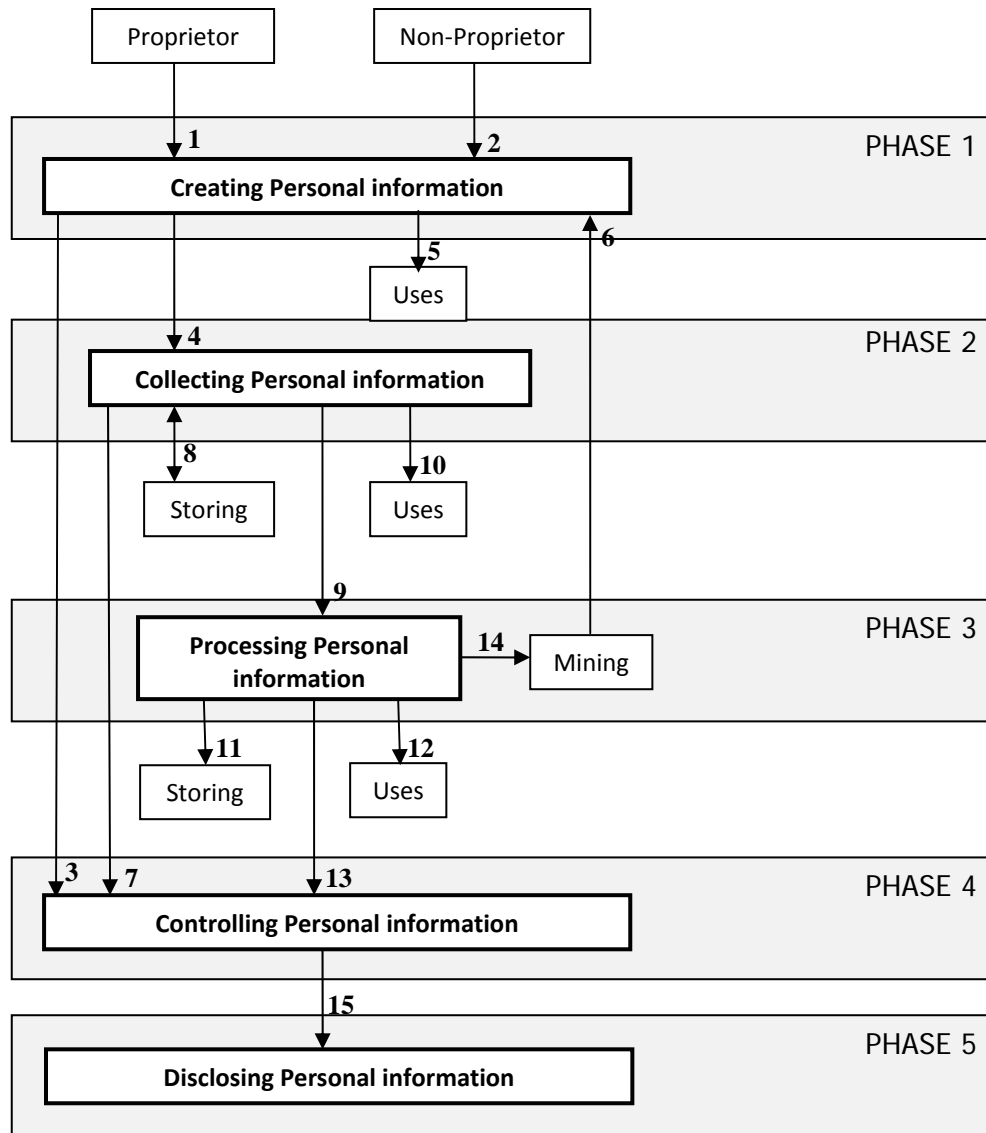 Proprietor
Non-Proprietor
1
2
PHASE 1
Creating Personal information
6
5
Uses
4
PHASE 2
Collecting Personal information
8
10
Storing
Uses
9
PHASE 3
Processing Personal
information
14
Mining
11
12
Storing
Uses
3
7
13
PHASE 4
Controlling Personal information
15
PHASE 5
Disclosing Personal information